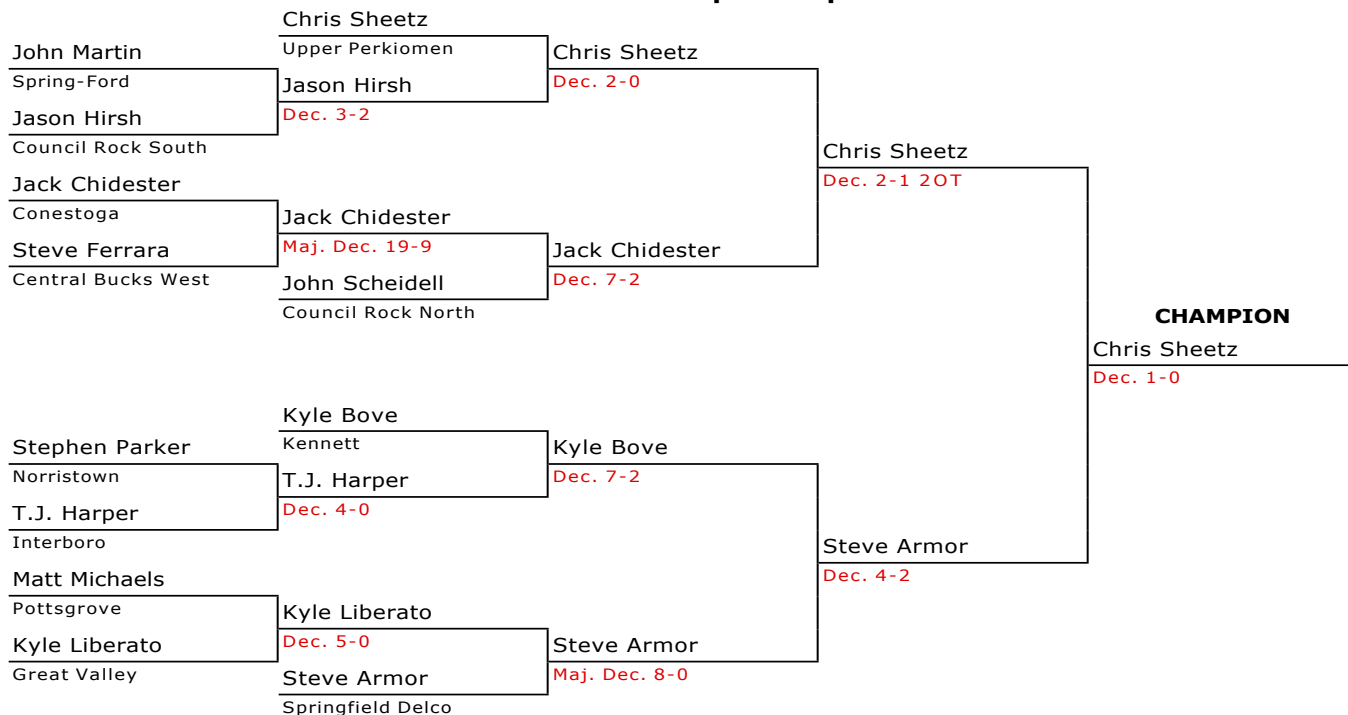 Chris Sheetz
John Martin
Upper Perkiomen
Chris Sheetz
Spring-Ford
Jason Hirsh
Dec. 2-0
Jason Hirsh
Dec. 3-2
Council Rock South
Chris Sheetz
Jack Chidester
Dec. 2-1 2OT
Conestoga
Jack Chidester
Steve Ferrara
Maj. Dec. 19-9
Jack Chidester
Central Bucks West
John Scheidell
Dec. 7-2
Council Rock North
CHAMPION
Chris Sheetz
Dec. 1-0
Kyle Bove
Stephen Parker
Kennett
Kyle Bove
Norristown
T.J. Harper
Dec. 7-2
T.J. Harper
Dec. 4-0
Interboro
Steve Armor
Matt Michaels
Dec. 4-2
Pottsgrove
Kyle Liberato
Kyle Liberato
Dec. 5-0
Steve Armor
Great Valley
Steve Armor
Maj. Dec. 8-0
Springfield Delco